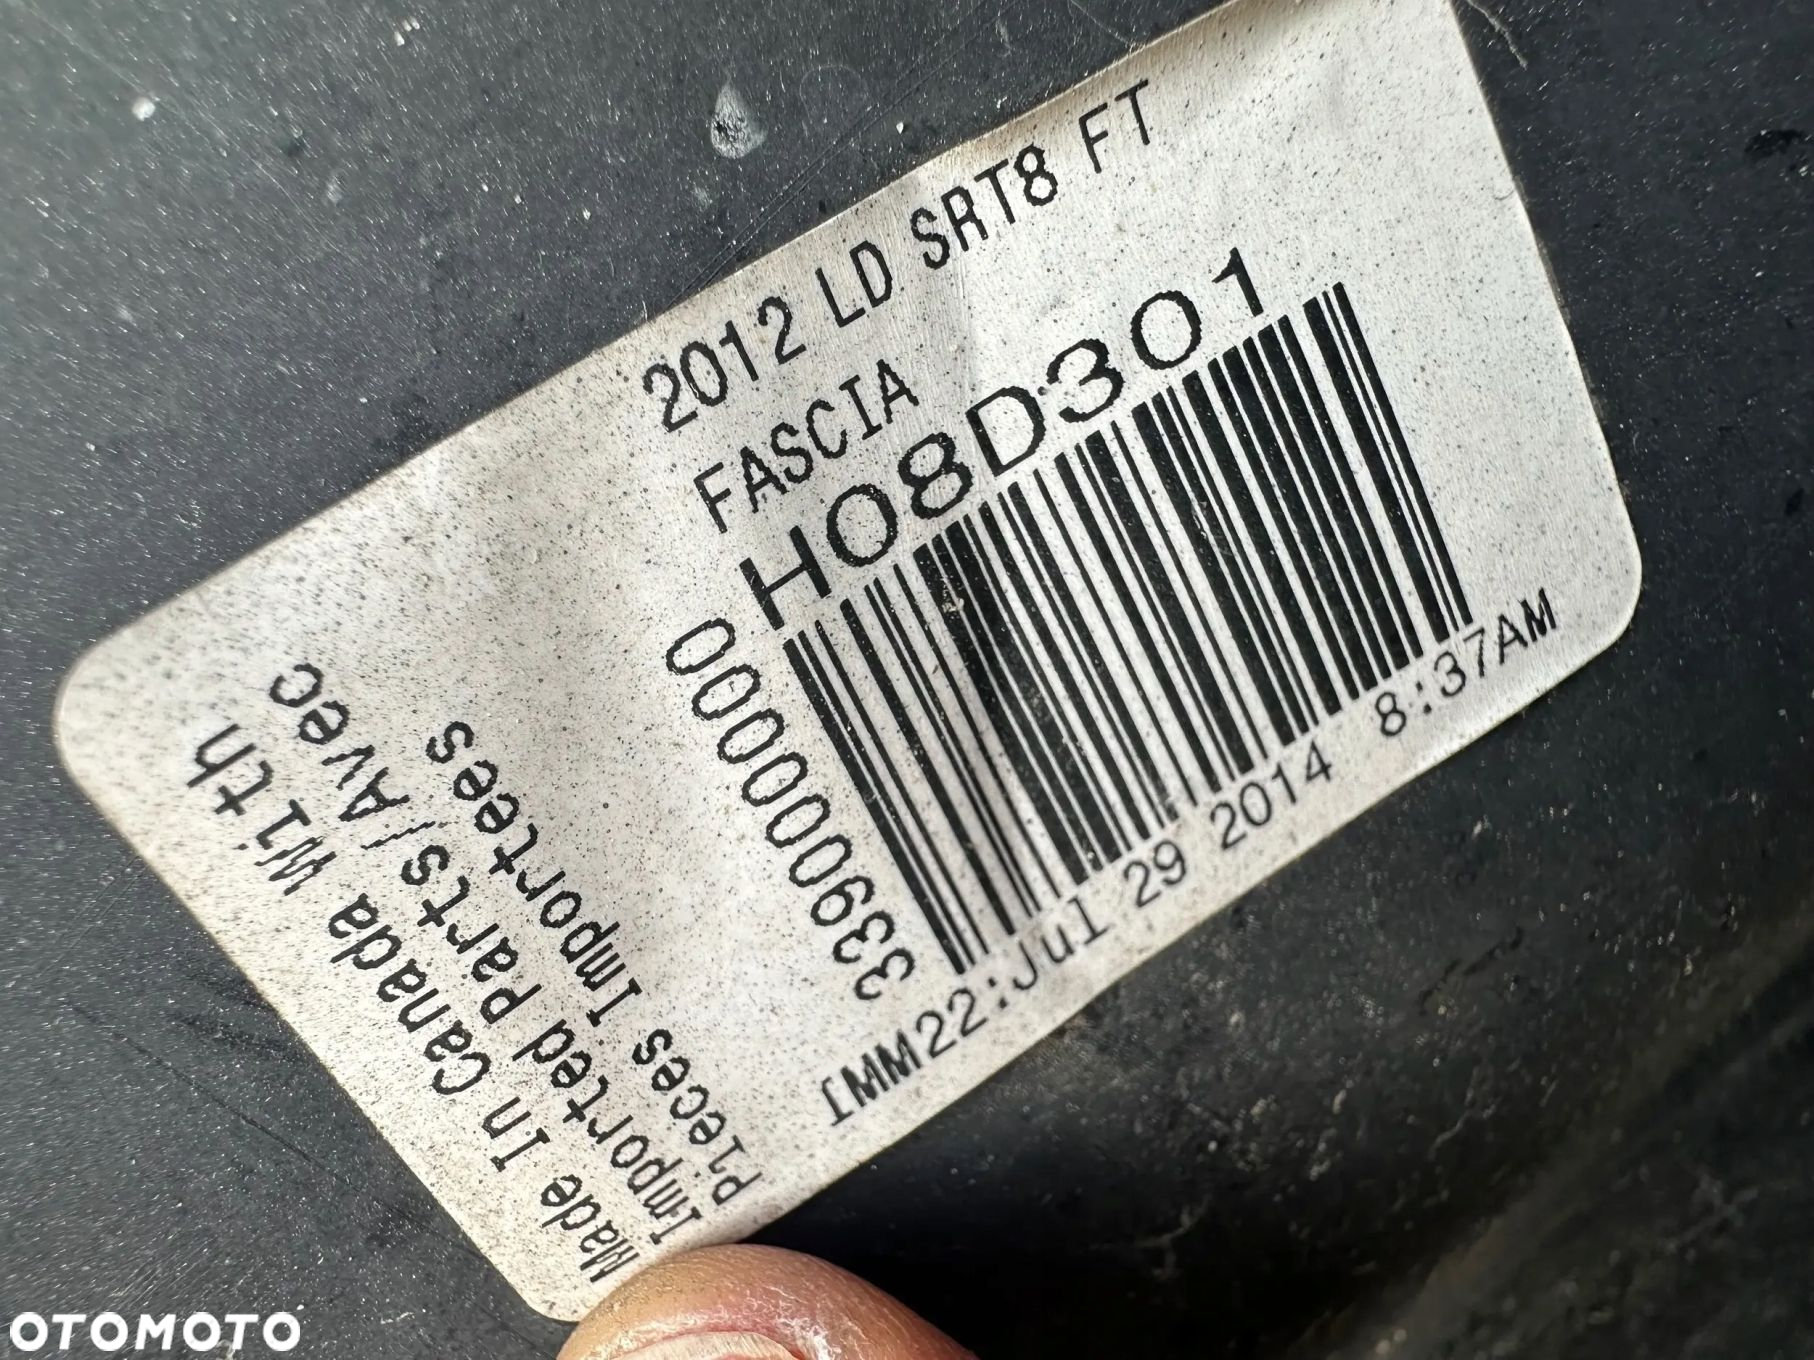 2012 LD SRT8 FT
FASCIA
H08D301
33900000000
IMM22:Jul 29 2014 8:37AM
Made In Canada With
Imported Parts/Avec
Pieces Importees
OTOMOTO